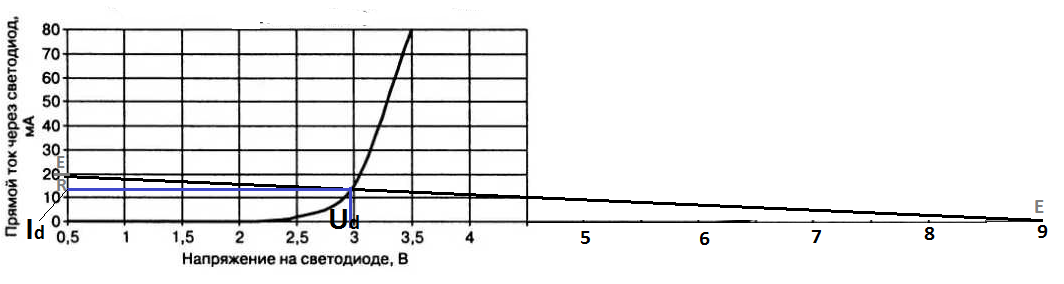 Прямой ток через светодиод,
мА
80
70
60
50
40
30
20
10
0
E
R
Id
Ud
E
0,5 1 1,5 2 2,5 3 3,5 4 5 6 7 8 9
Напряжение на светодиоде, В